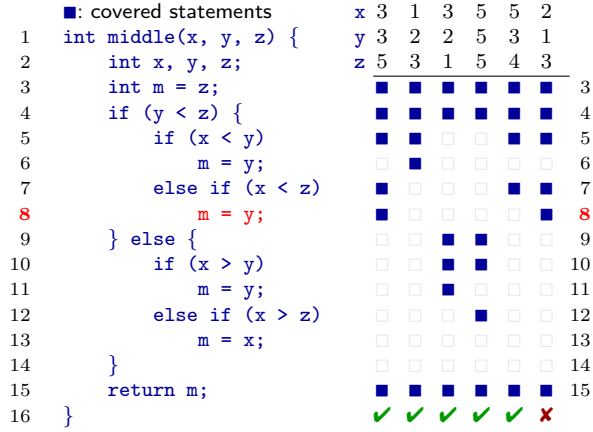 ■: covered statements x 3 1 3 5 5 2
1 int middle(x, y, z) { y 3 2 2 5 3 1
2 int x, y, z; z 5 3 1 5 4 3
3 int m = z; ■ ■ ■ ■ ■ ■ 3
4 if (y < z) { ■ ■ ■ ■ ■ ■ 4
5 if (x < y) ■ ■ □ □ ■ ■ 5
6 m = y; □ ■ □ □ □ □ 6
7 else if (x < z) ■ □ □ □ ■ ■ 7
8 m = y; ■ □ □ □ □ ■ 8
9 } else { □ □ ■ ■ □ □ 9
10 if (x > y) □ □ ■ ■ □ □ 10
11 m = y; □ □ ■ □ □ □ 11
12 else if (x > z) □ □ □ ■ □ □ 12
13 m = x; □ □ □ □ □ □ 13
14 } □ □ □ □ □ □ 14
15 return m; ■ ■ ■ ■ ■ ■ 15
16 } ✔ ✔ ✔ ✔ ✔ ✘